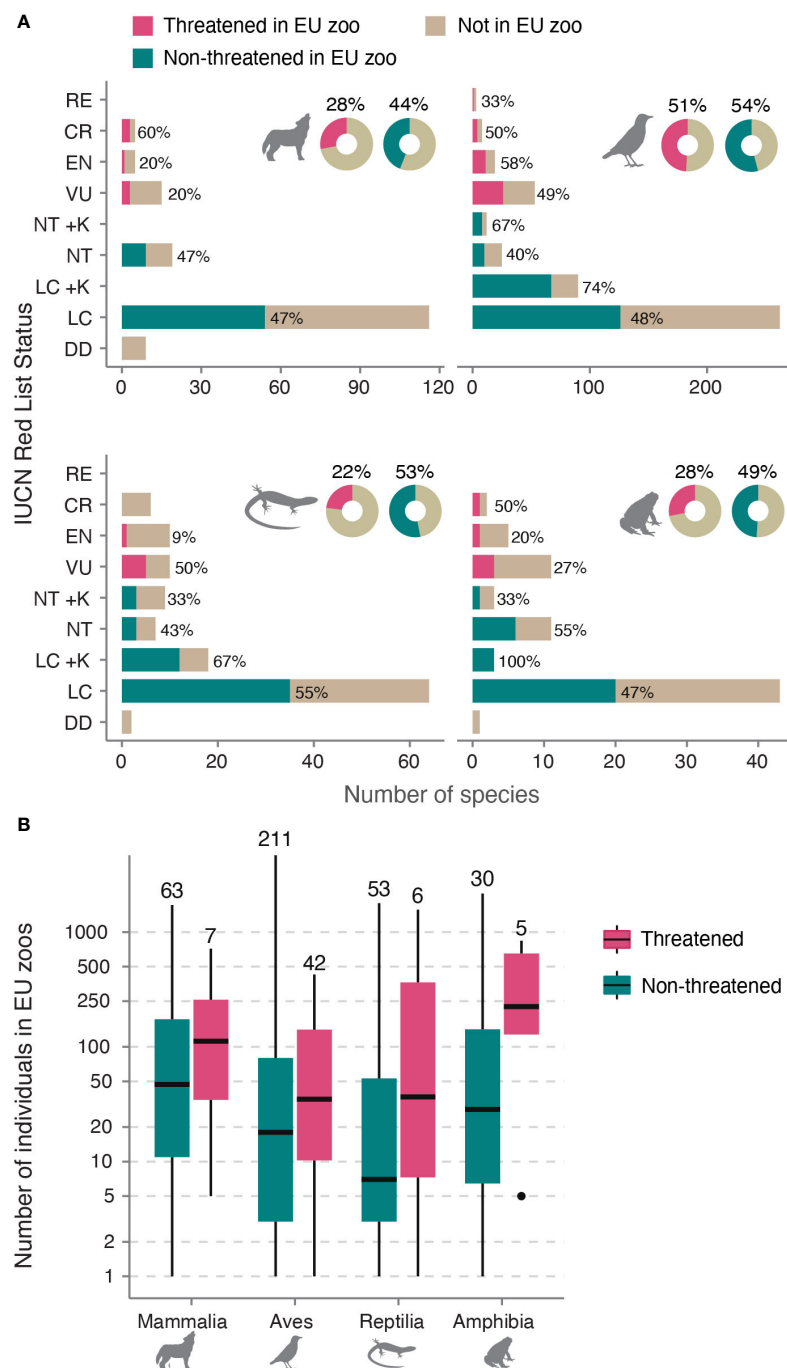 A
Threatened in EU zoo
Not in EU zoo
Non-threatened in EU zoo
IUCN Red List Status
RE
CR
EN
VU
NT +K
NT
LC +K
LC
DD
28% 44%
60%
20%
20%
47%
47%
0 30 60 90 120
51% 54%
33%
50%
58%
49%
67%
40%
74%
48%
0 100 200
RE
CR
EN
VU
NT +K
NT
LC +K
LC
DD
22% 53%
9%
50%
33%
43%
67%
55%
0 20 40 60
28% 49%
50%
20%
27%
33%
55%
100%
47%
0 10 20 30 40
Number of species
B
Number of individuals in EU zoos
1000
500
250
100
50
20
10
5
2
1
63
7
211
42
53
6
30
5
Threatened
Non-threatened
Mammalia Aves Reptilia Amphibia